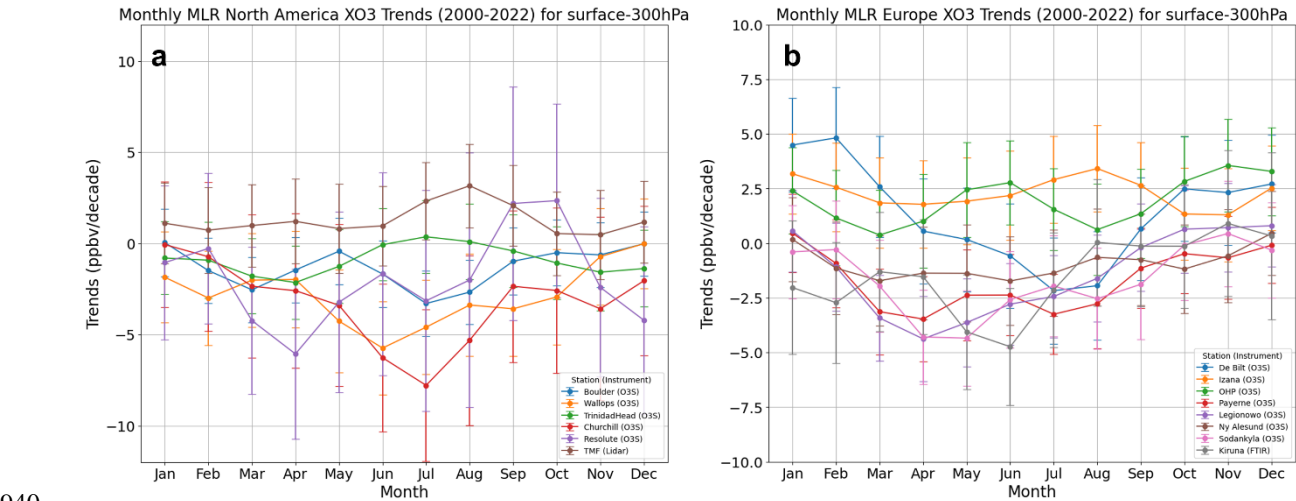 Monthly MLR North America XO3 Trends (2000-2022) for surface-300hPa
a
10
5
0
−5
−10
Trends (ppbv/decade)
Jan Feb Mar Apr May Jun Jul Aug Sep Oct Nov Dec
Month
Station (Instrument)
Boulder (O3S)
Wallops (O3S)
TrinidadHead (O3S)
Churchill (O3S)
Resolute (O3S)
TMF (Lidar)
Monthly MLR Europe XO3 Trends (2000-2022) for surface-300hPa
b
10.0
7.5
5.0
2.5
0.0
−2.5
−5.0
−7.5
−10.0
Trends (ppbv/decade)
Jan Feb Mar Apr May Jun Jul Aug Sep Oct Nov Dec
Month
Station (Instrument)
De Bilt (O3S)
Izana (O3S)
OHP (O3S)
Payerne (O3S)
Legionowo (O3S)
Ny Alesund (O3S)
Sodankyla (O3S)
Kiruna (FTIR)